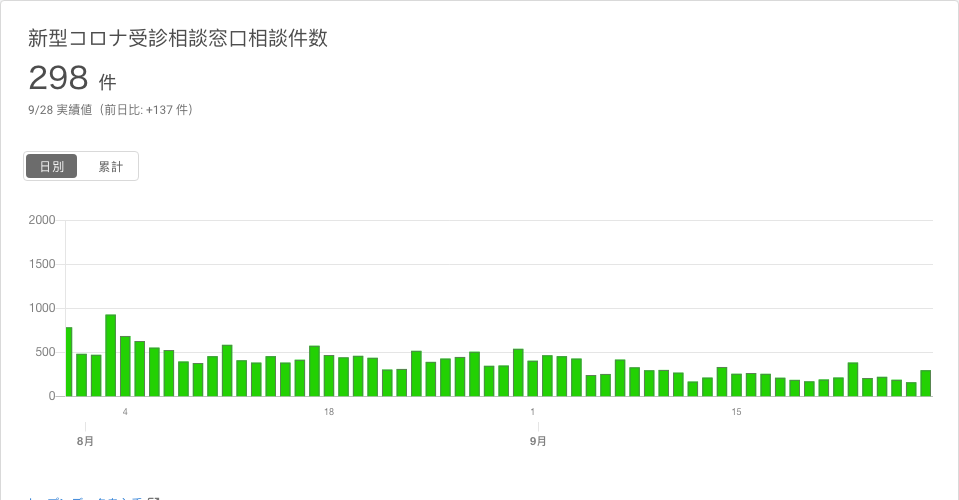 新型コロナ受診相談窓口相談件数
298 件
9/28 実績値（前日比: +137 件）
日別 累計
2000
1500
1000
500
0
4 18 1 15
8月 9月